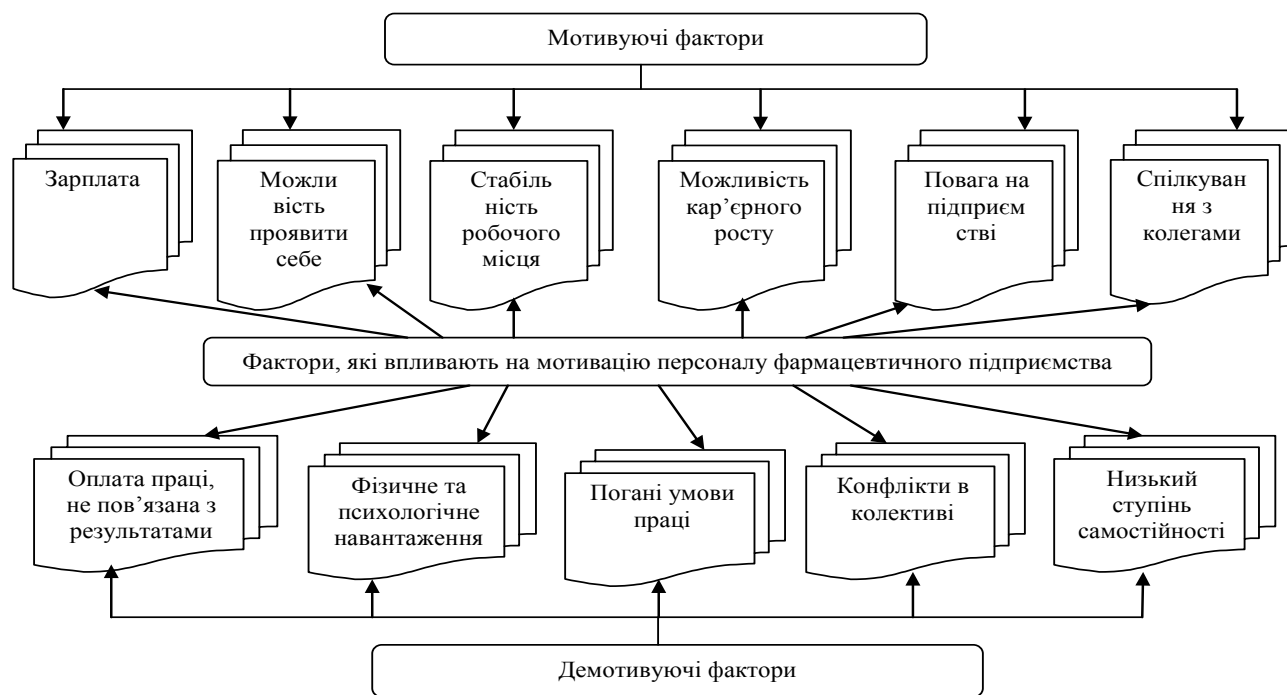 Мотивуючі фактори
Зарплата
Можли
вість
проявити
себе
Стабіль
ність
робочого
місця
Можливість
кар’єрного
росту
Повага на
підприєм
стві
Спілкуван
ня з
колегами
Фактори, які впливають на мотивацію персоналу фармацевтичного підприємства
Оплата праці,
не пов’язана з
результатами
Фізичне та
психологічне
навантаження
Погані умови
праці
Конфлікти в
колективі
Низький
ступінь
самостійності
Демотивуючі фактори